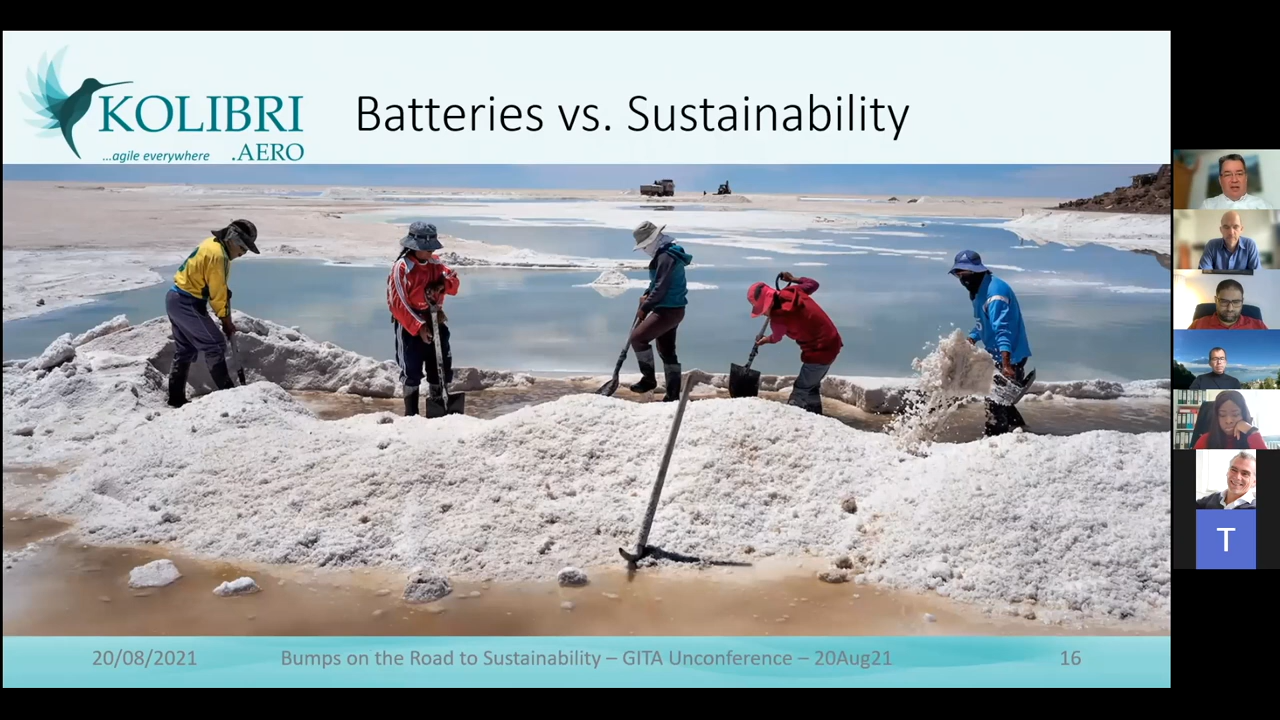 KOLIBRI
...agile everywhere
.AERO
Batteries vs. Sustainability
20/08/2021
Bumps on the Road to Sustainability – GITA Unconference – 20Aug21
16
T